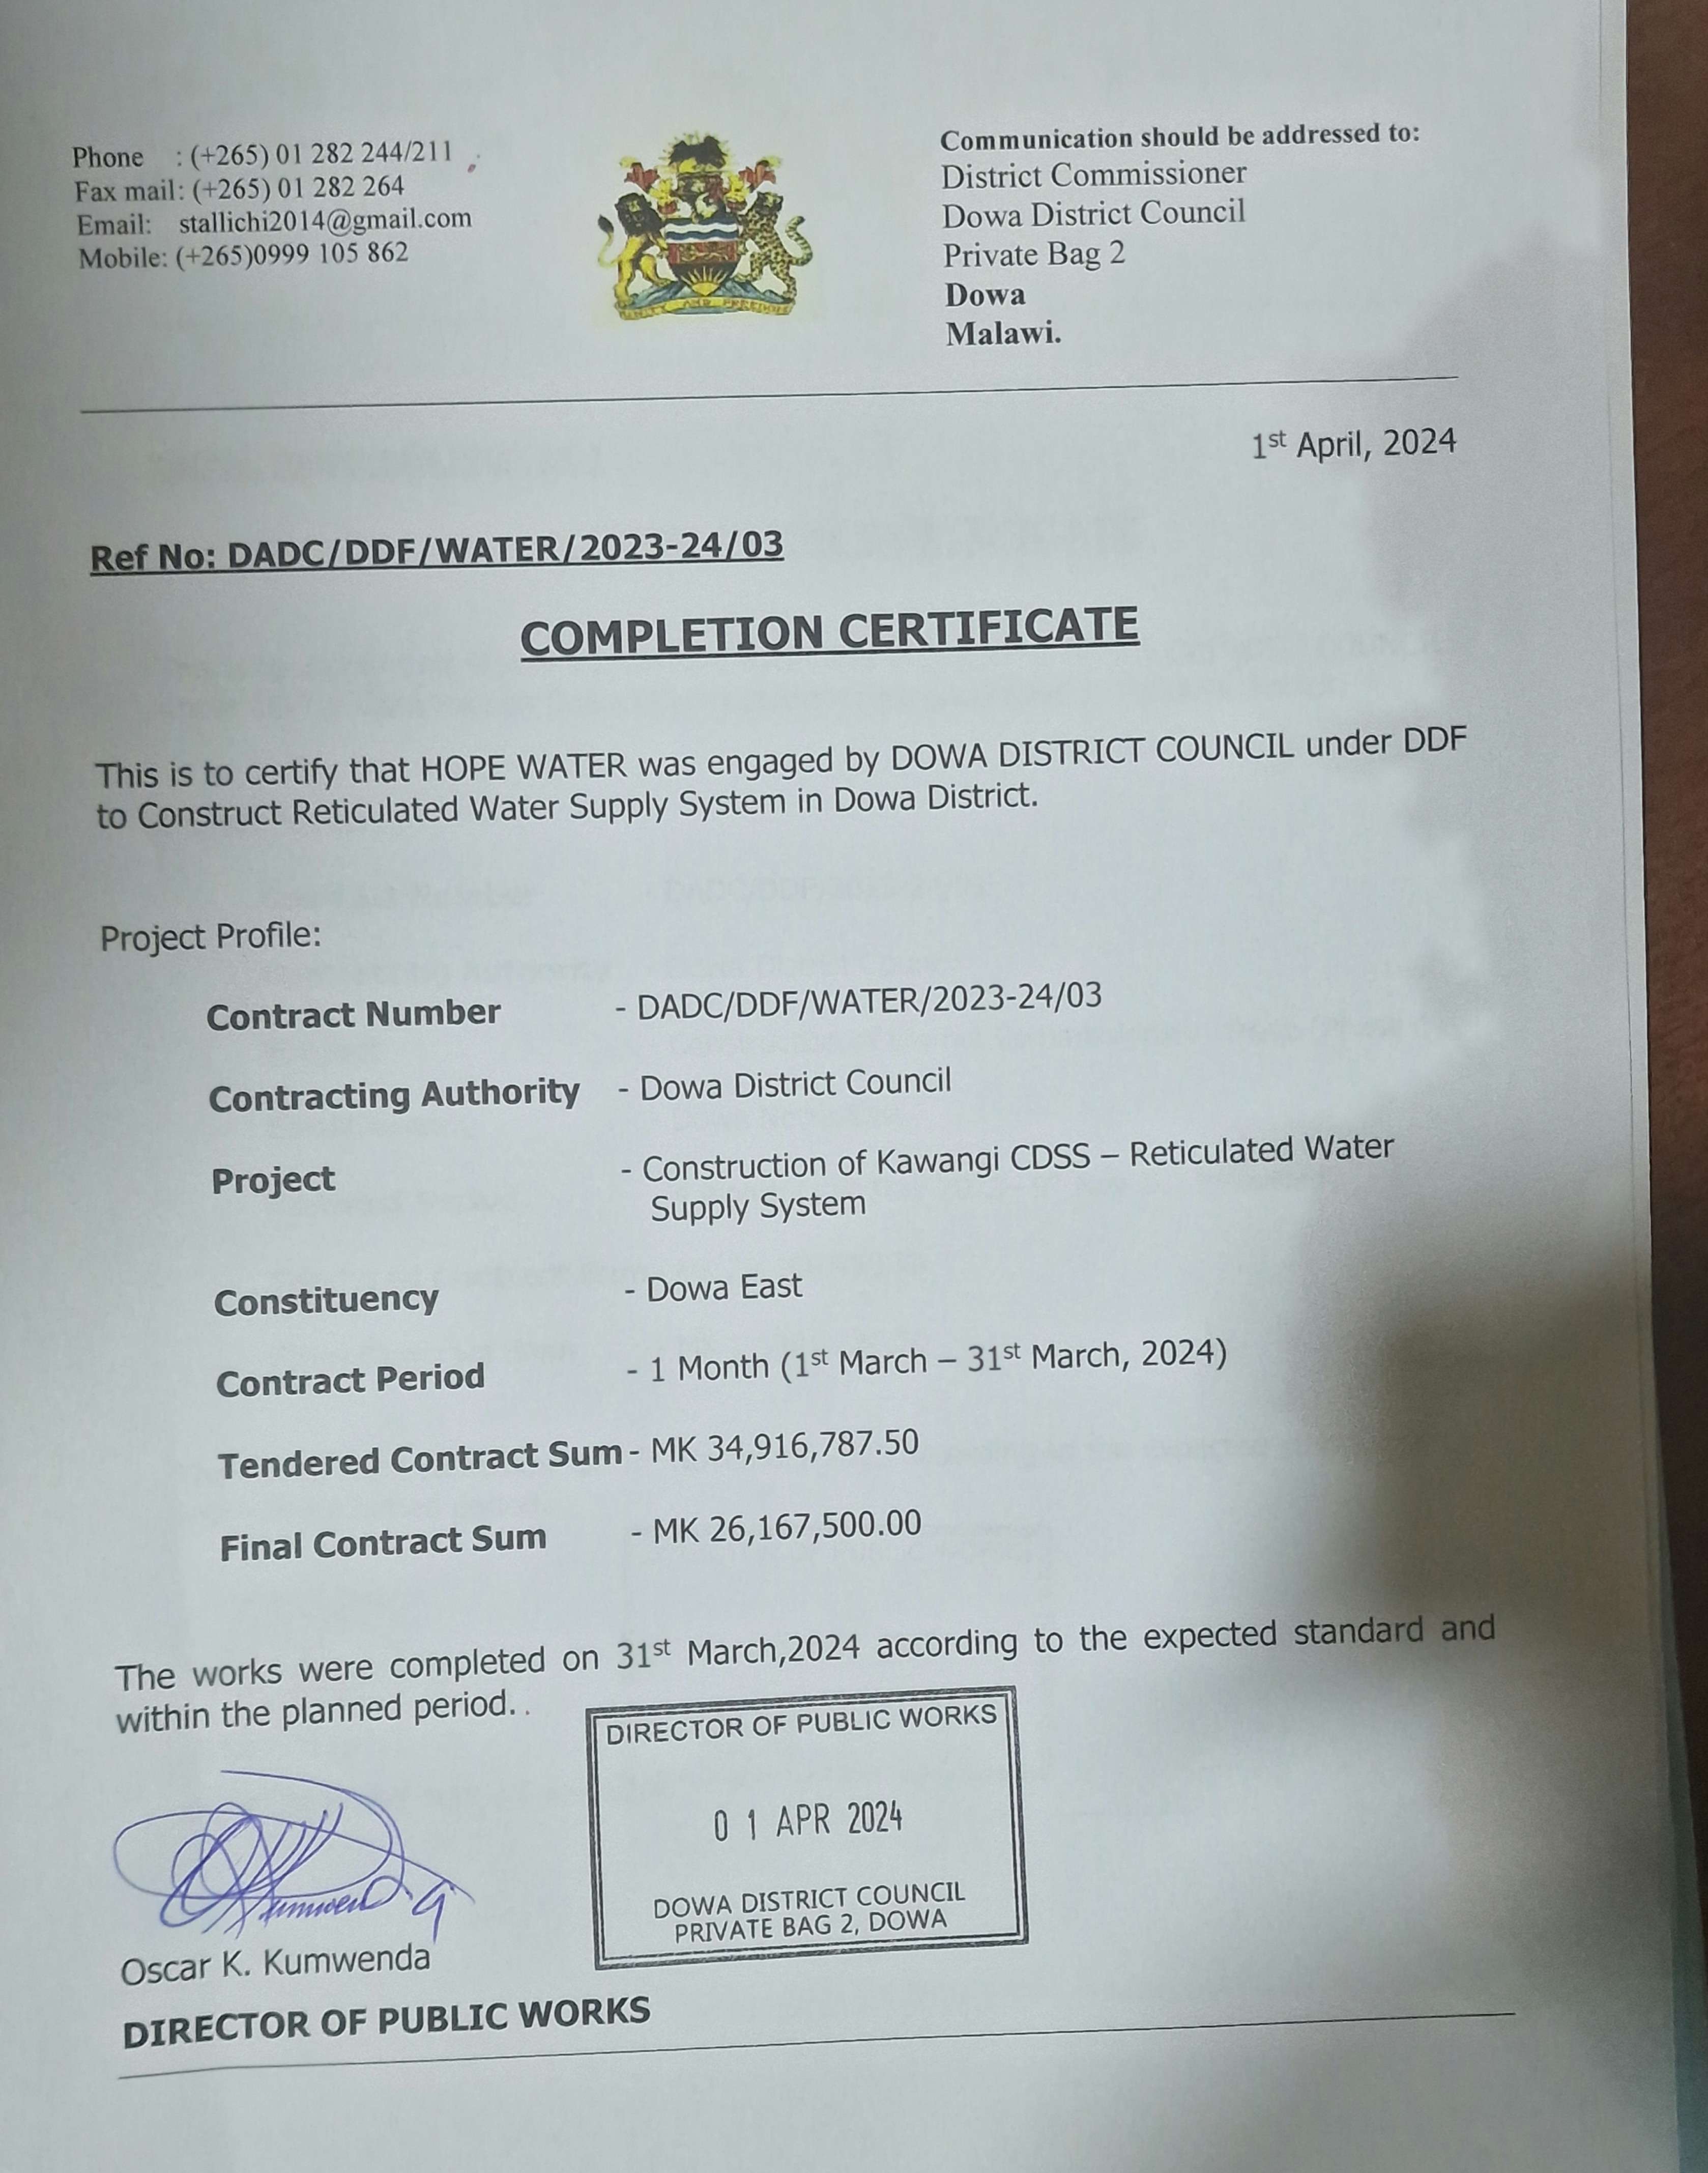 Phone : (+265) 01 282 244/211
Fax mail: (+265) 01 282 264
Email: stallichi2014@gmail.com
Mobile: (+265)0999 105 862
UNITY AND FREEDOM
Communication should be addressed to:
District Commissioner
Dowa District Council
Private Bag 2
Dowa
Malawi.
1st April, 2024
Ref No: DADC/DDF/WATER/2023-24/03
COMPLETION CERTIFICATE
This is to certify that HOPE WATER was engaged by DOWA DISTRICT COUNCIL under DDF
to Construct Reticulated Water Supply System in Dowa District.
Project Profile:
Contract Number - DADC/DDF/WATER/2023-24/03
Contracting Authority - Dowa District Council
Project - Construction of Kawangi CDSS – Reticulated Water
Supply System
Constituency - Dowa East
Contract Period - 1 Month (1st March – 31st March, 2024)
Tendered Contract Sum - MK 34,916,787.50
Final Contract Sum - MK 26,167,500.00
The works were completed on 31st March,2024 according to the expected standard and
within the planned period. .
DIRECTOR OF PUBLIC WORKS
0 1 APR 2024
DOWA DISTRICT COUNCIL
PRIVATE BAG 2, DOWA
Oscar K. Kumwenda
DIRECTOR OF PUBLIC WORKS